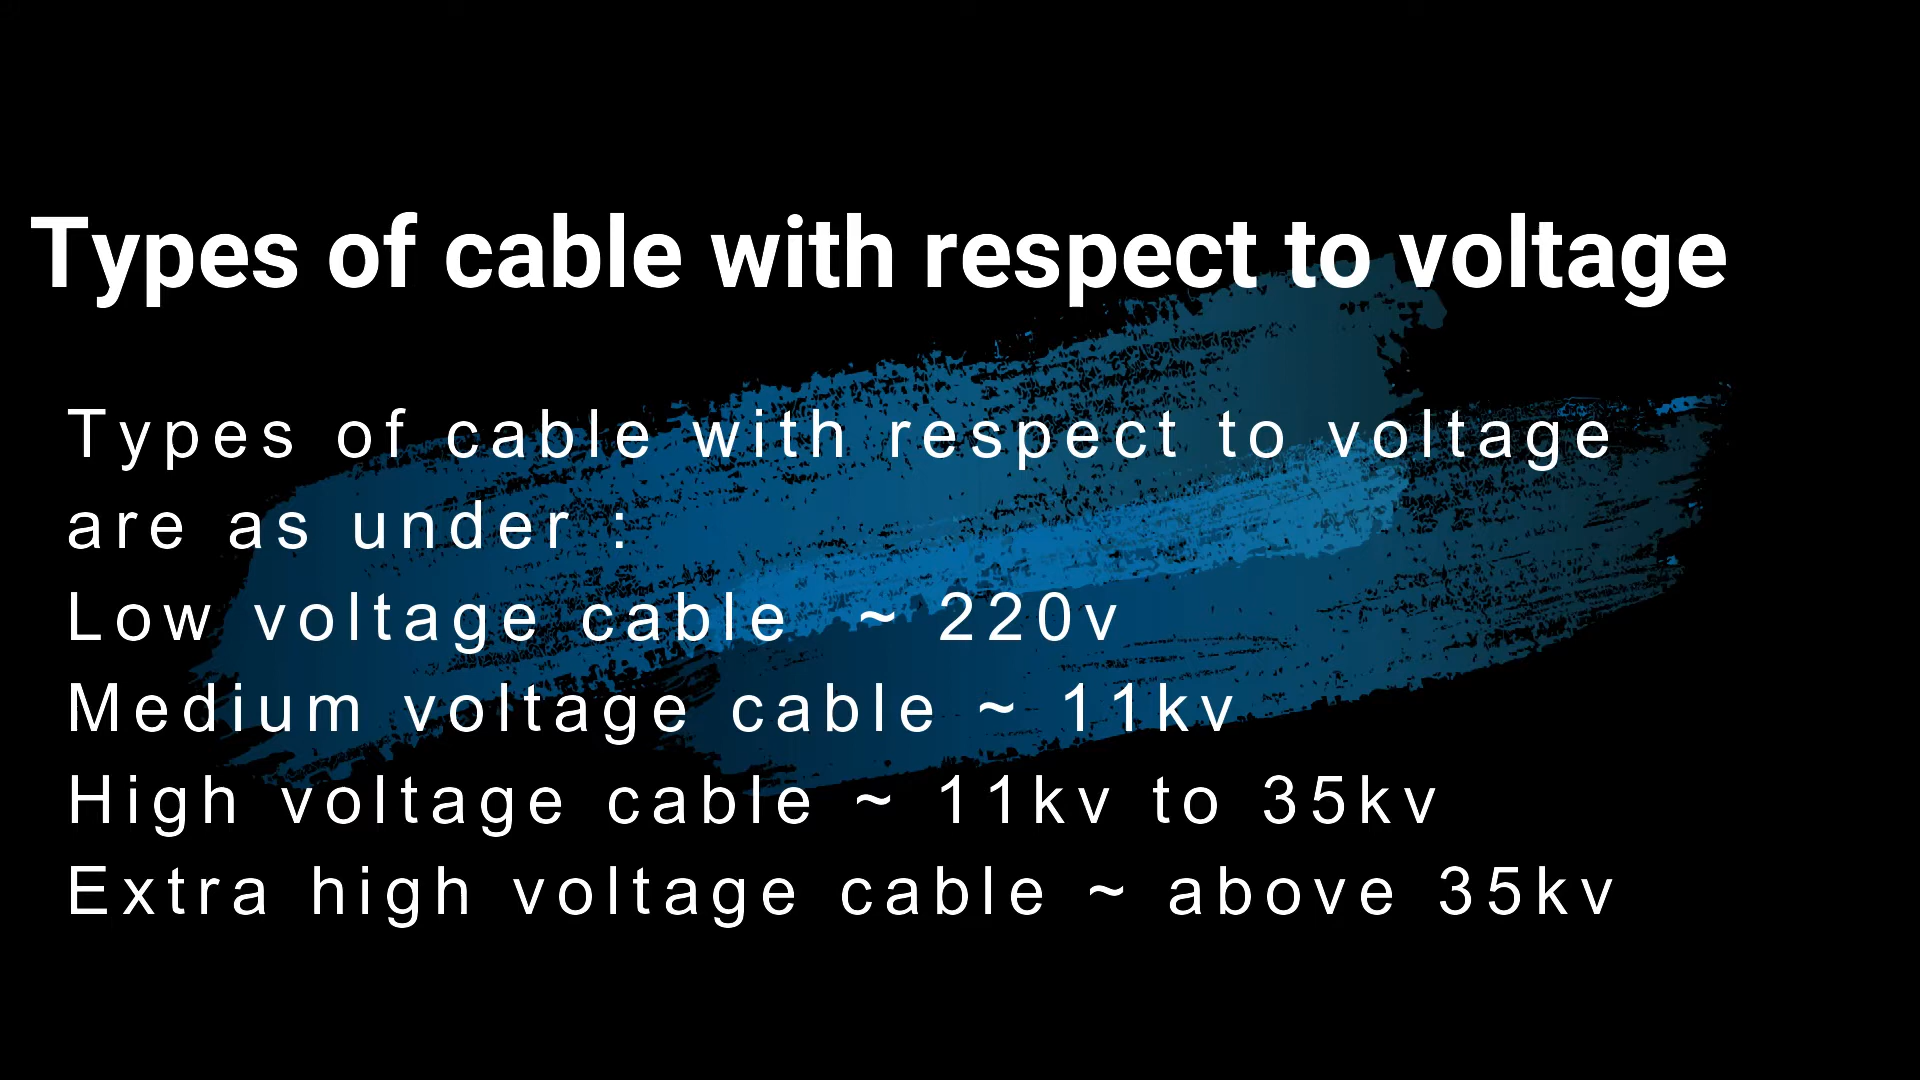 Types of cable with respect to voltage
Types of cable with respect to voltage
are as under :
Low voltage cable ~ 220v
Medium voltage cable ~ 11kv
High voltage cable ~ 11kv to 35kv
Extra high voltage cable ~ above 35kv